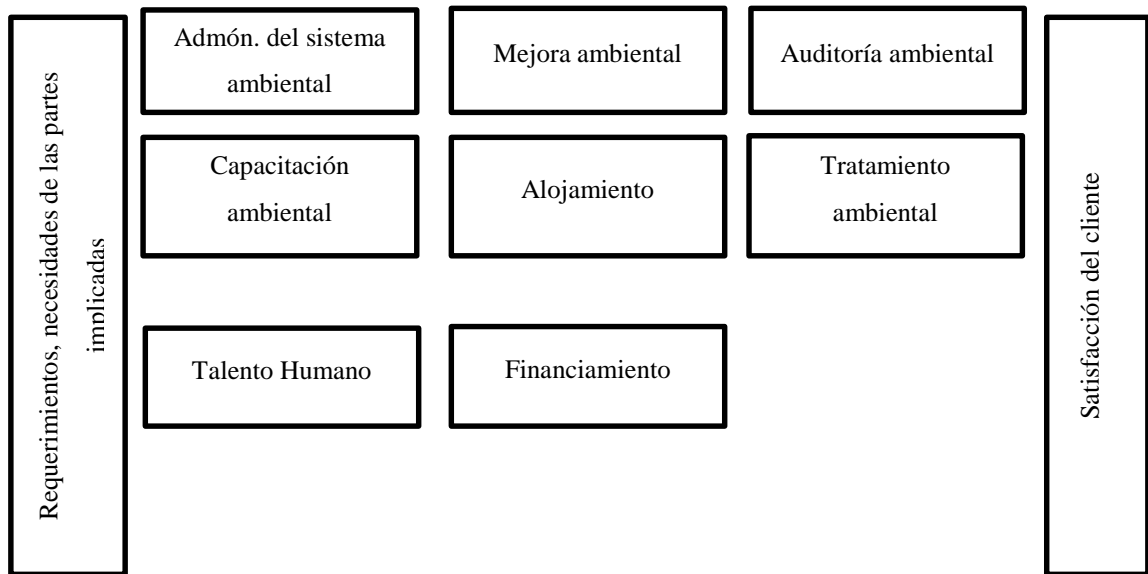 Requerimientos, necesidades de las partes
implicadas
Admón. del sistema
ambiental
Mejora ambiental
Auditoría ambiental
Capacitación
ambiental
Alojamiento
Tratamiento
ambiental
Talento Humano
Financiamiento
Satisfacción del cliente